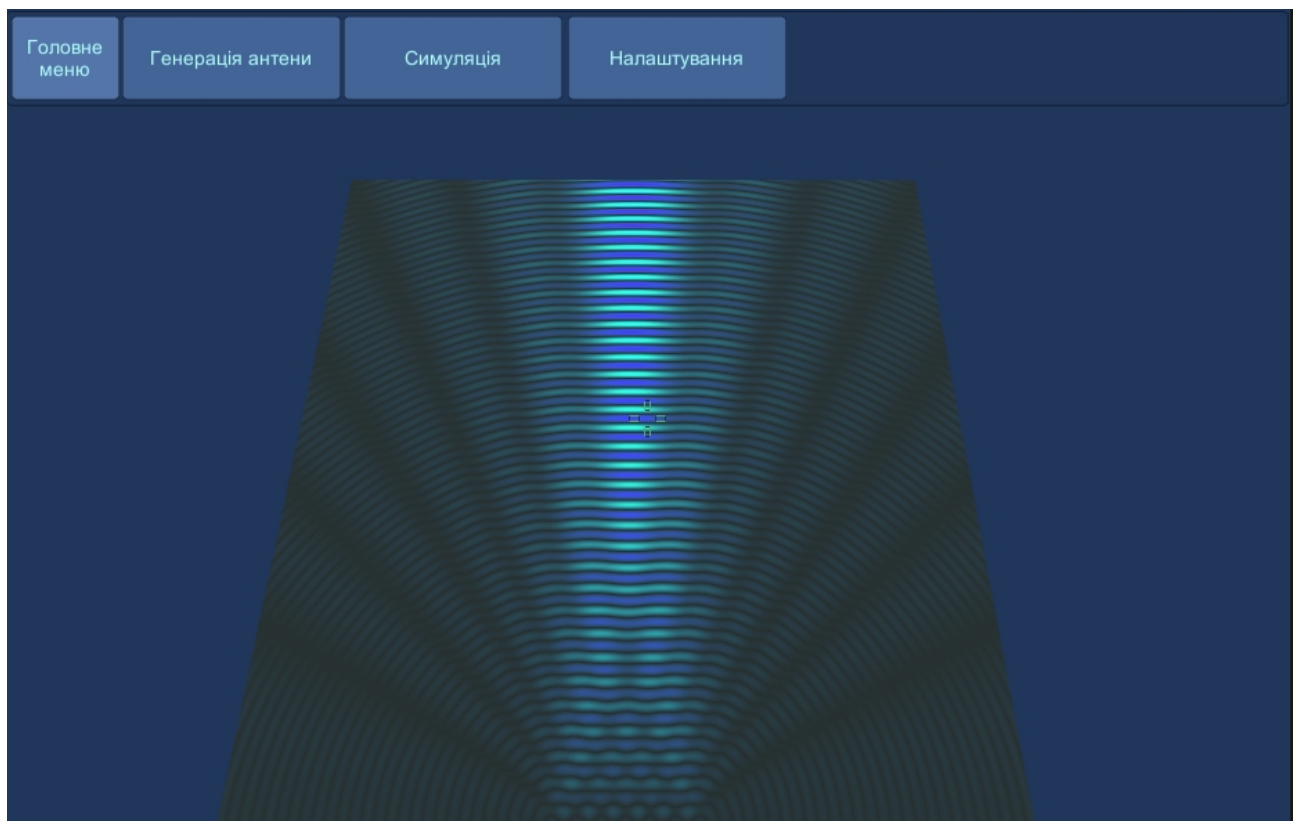 Головне
меню
Генерація антени
Симуляція
Налаштування